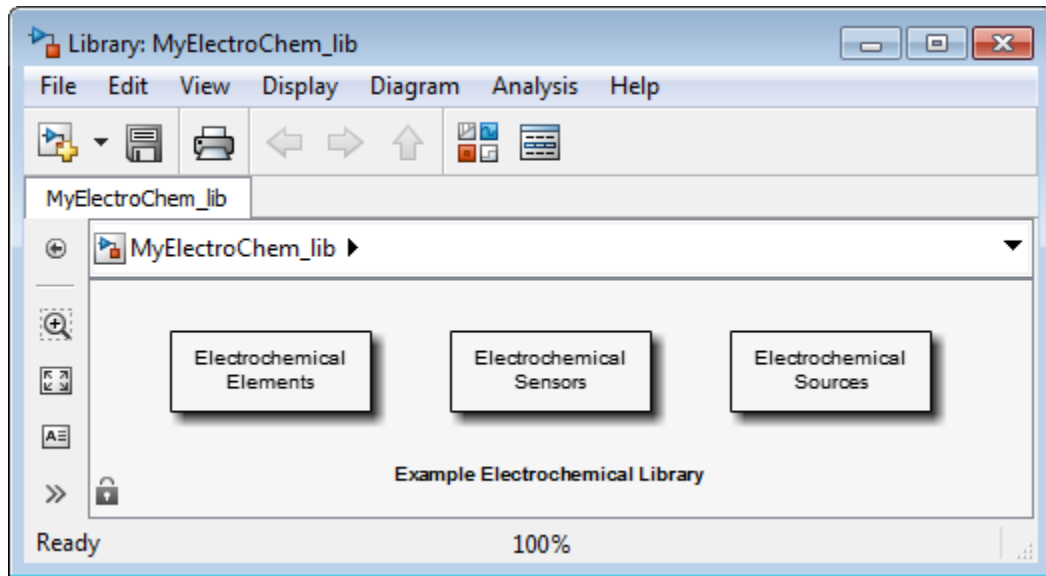 Library: MyElectroChem_lib
File Edit View Display Diagram Analysis Help
MyElectroChem_lib
MyElectroChem_lib
Electrochemical
Elements
Electrochemical
Sensors
Electrochemical
Sources
Example Electrochemical Library
Ready 100%